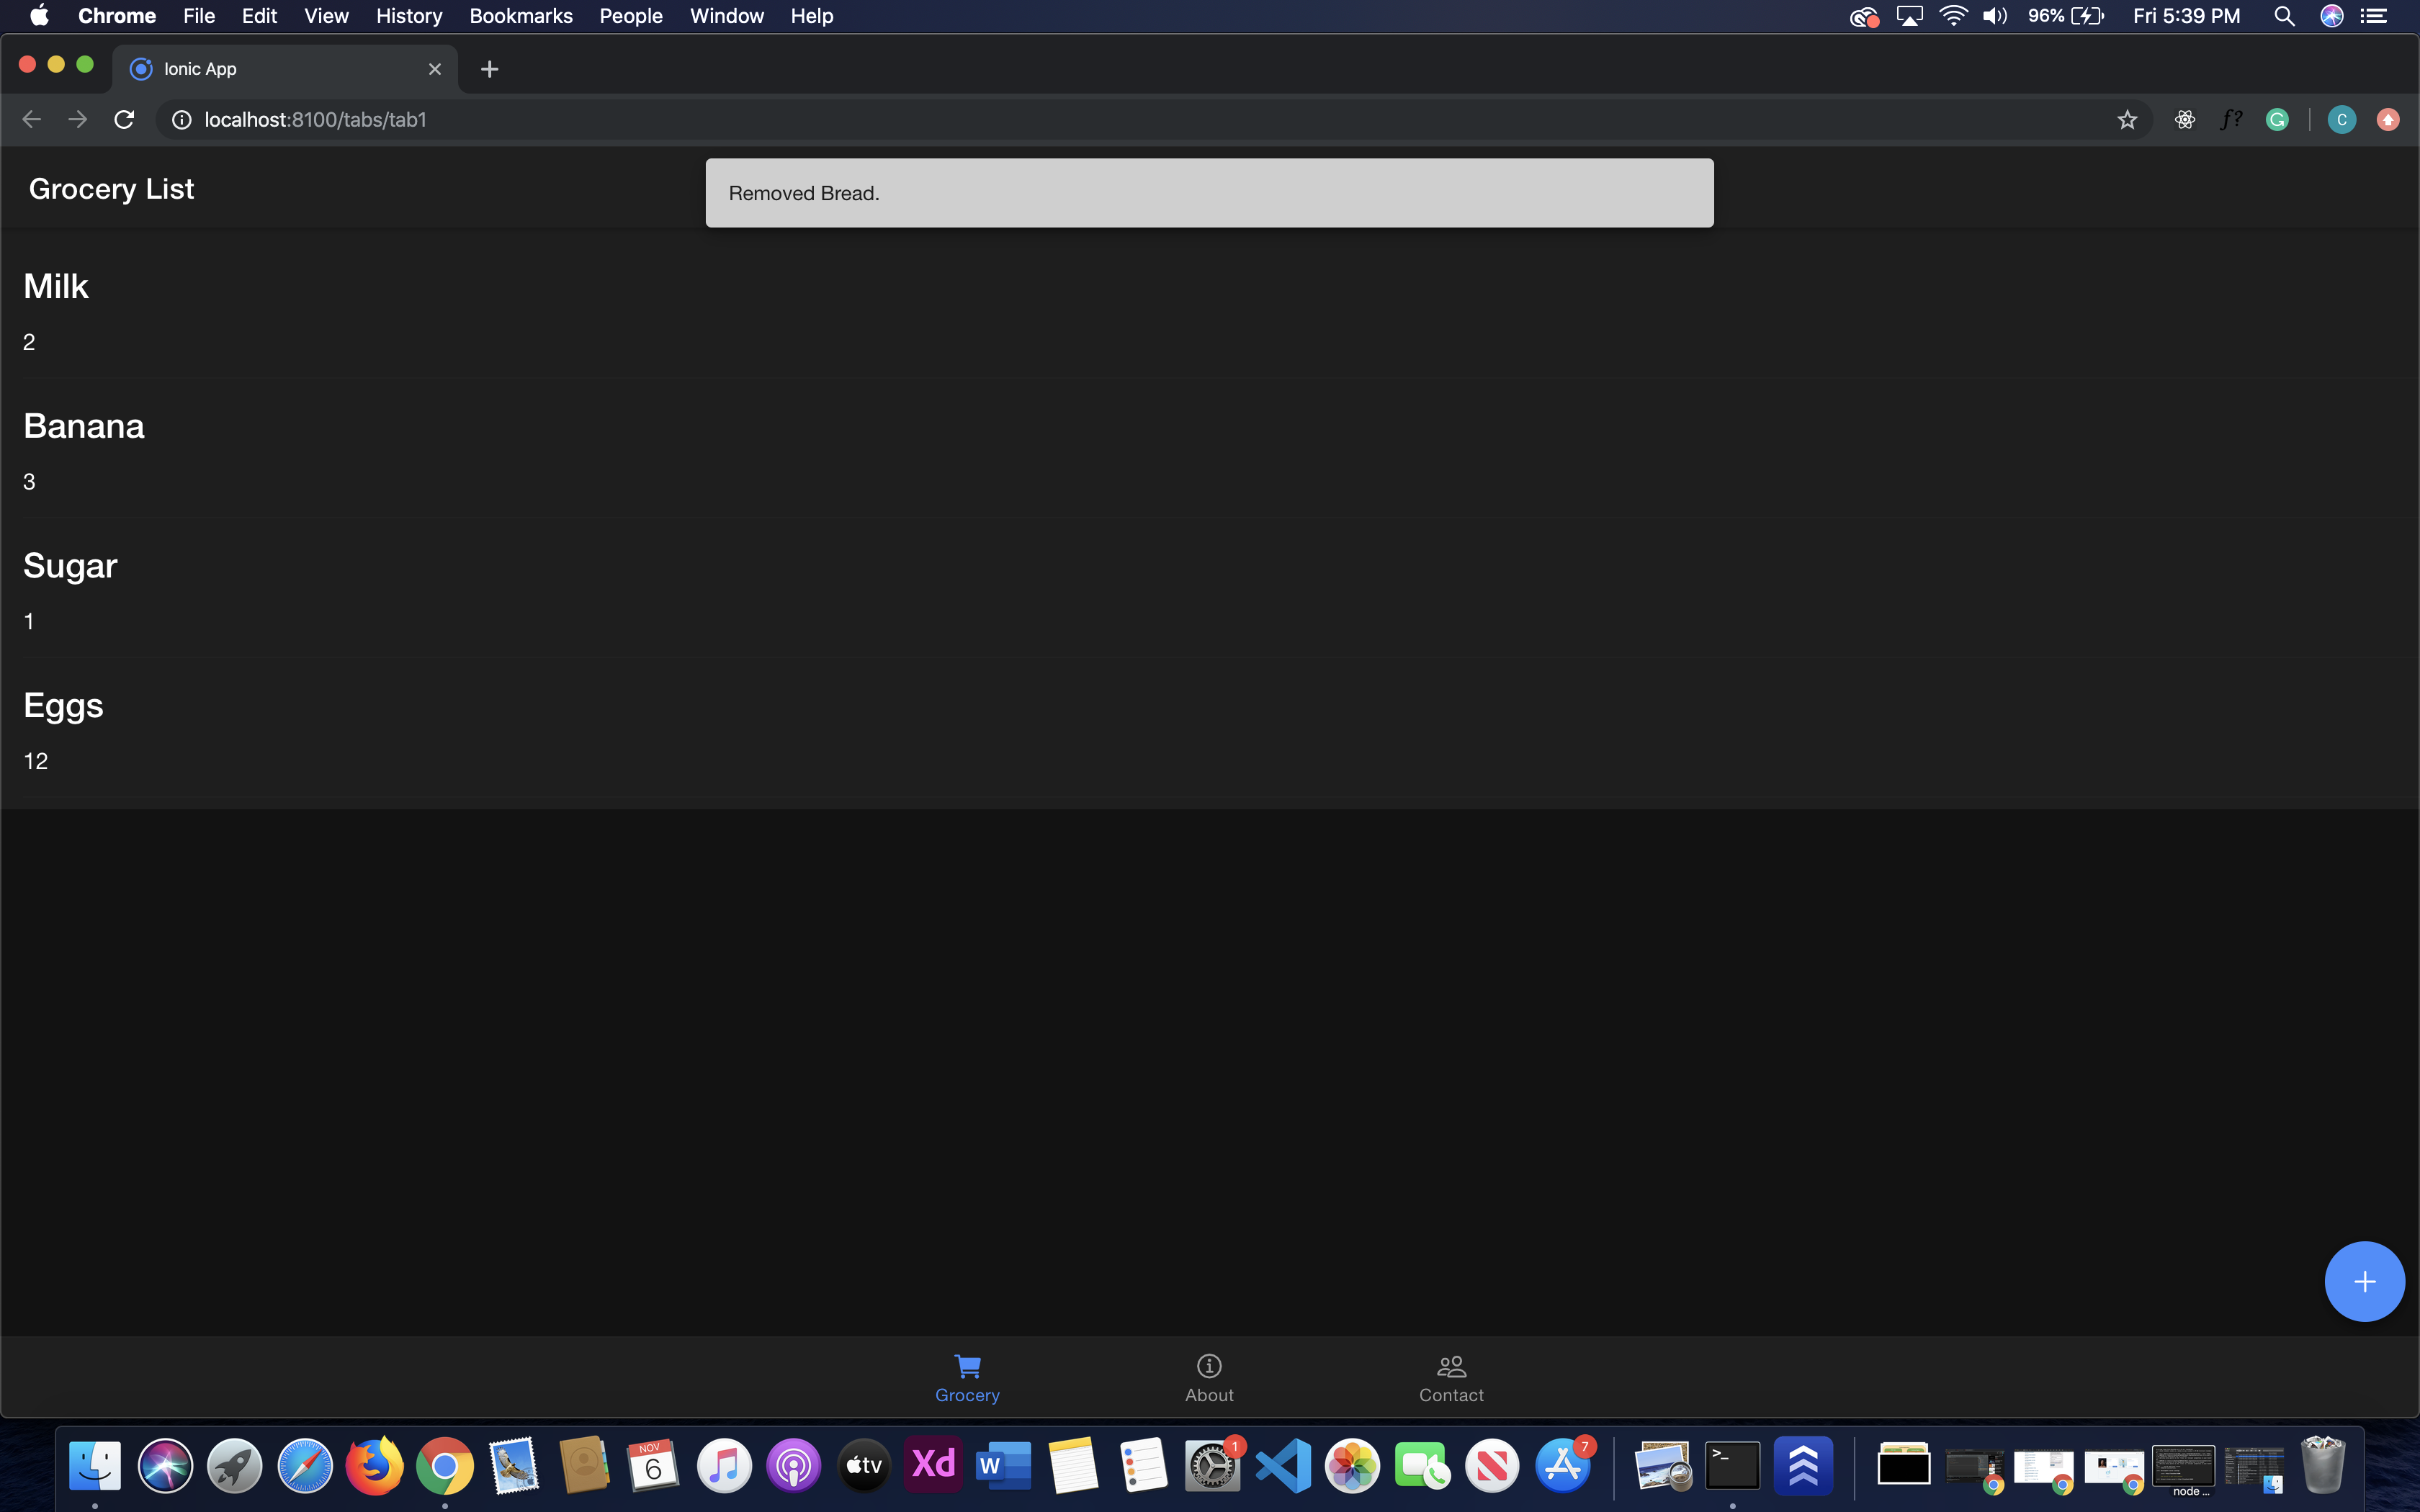 Chrome File Edit View History Bookmarks People Window Help 96% Fri 5:39 PM
Ionic App
localhost:8100/tabs/tab1 f? C
Grocery List
Removed Bread.
Milk
2
Banana
3
Sugar
1
Eggs
12
Grocery About Contact
NOV
6
tv
Xd
W
1
7
>_
node ...